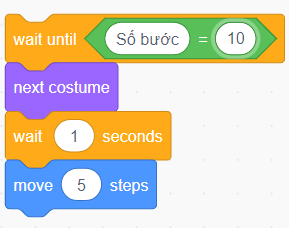 wait until Số bước = 10
next costume
wait 1 seconds
move 5 steps